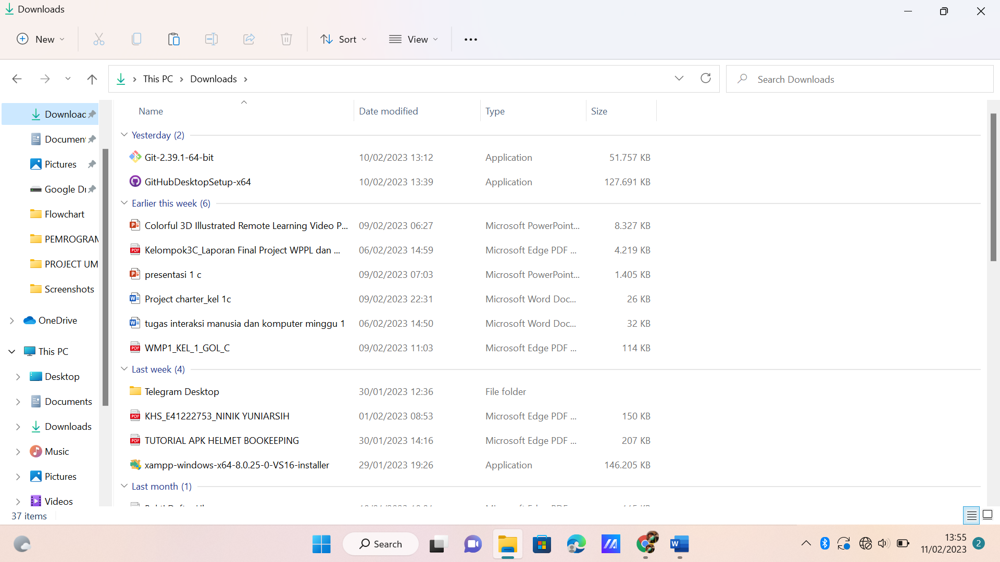 Downloads
New
Sort
View
This PC
Downloads
Search Downloads
Name
Date modified
Type
Size
Downloac
Document
Pictures
Google Dr
Flowchart
PEMROGRAM
PROJECT UM
Screenshots
OneDrive
This PC
Desktop
Documents
Downloads
Music
Pictures
Videos
Yesterday (2)
Git-2.39.1-64-bit 10/02/2023 13:12 Application 51.757 KB
GitHubDesktopSetup-x64 10/02/2023 13:39 Application 127.691 KB
Earlier this week (6)
Colorful 3D Illustrated Remote Learning Video P... 09/02/2023 06:27 Microsoft PowerPoint... 8.327 KB
Kelompok3C_Laporan Final Project WPPL dan ... 06/02/2023 14:59 Microsoft Edge PDF ... 4.219 KB
presentasi 1 c 09/02/2023 07:03 Microsoft PowerPoint... 1.405 KB
Project charter_kel 1c 09/02/2023 22:31 Microsoft Word Doc... 26 KB
tugas interaksi manusia dan komputer minggu 1 06/02/2023 14:50 Microsoft Word Doc... 32 KB
WMP1_KEL_1_GOL_C 09/02/2023 11:03 Microsoft Edge PDF ... 114 KB
Last week (4)
Telegram Desktop 30/01/2023 12:36 File folder
KHS_E41222753_NINIK YUNIARSIH 01/02/2023 08:53 Microsoft Edge PDF ... 150 KB
TUTORIAL APK HELMET BOOKEEPING 30/01/2023 14:16 Microsoft Edge PDF ... 207 KB
xampp-windows-x64-8.0.25-0-VS16-installer 29/01/2023 19:26 Application 146.205 KB
Last month (1)
37 items
Search
13:55
11/02/2023
2